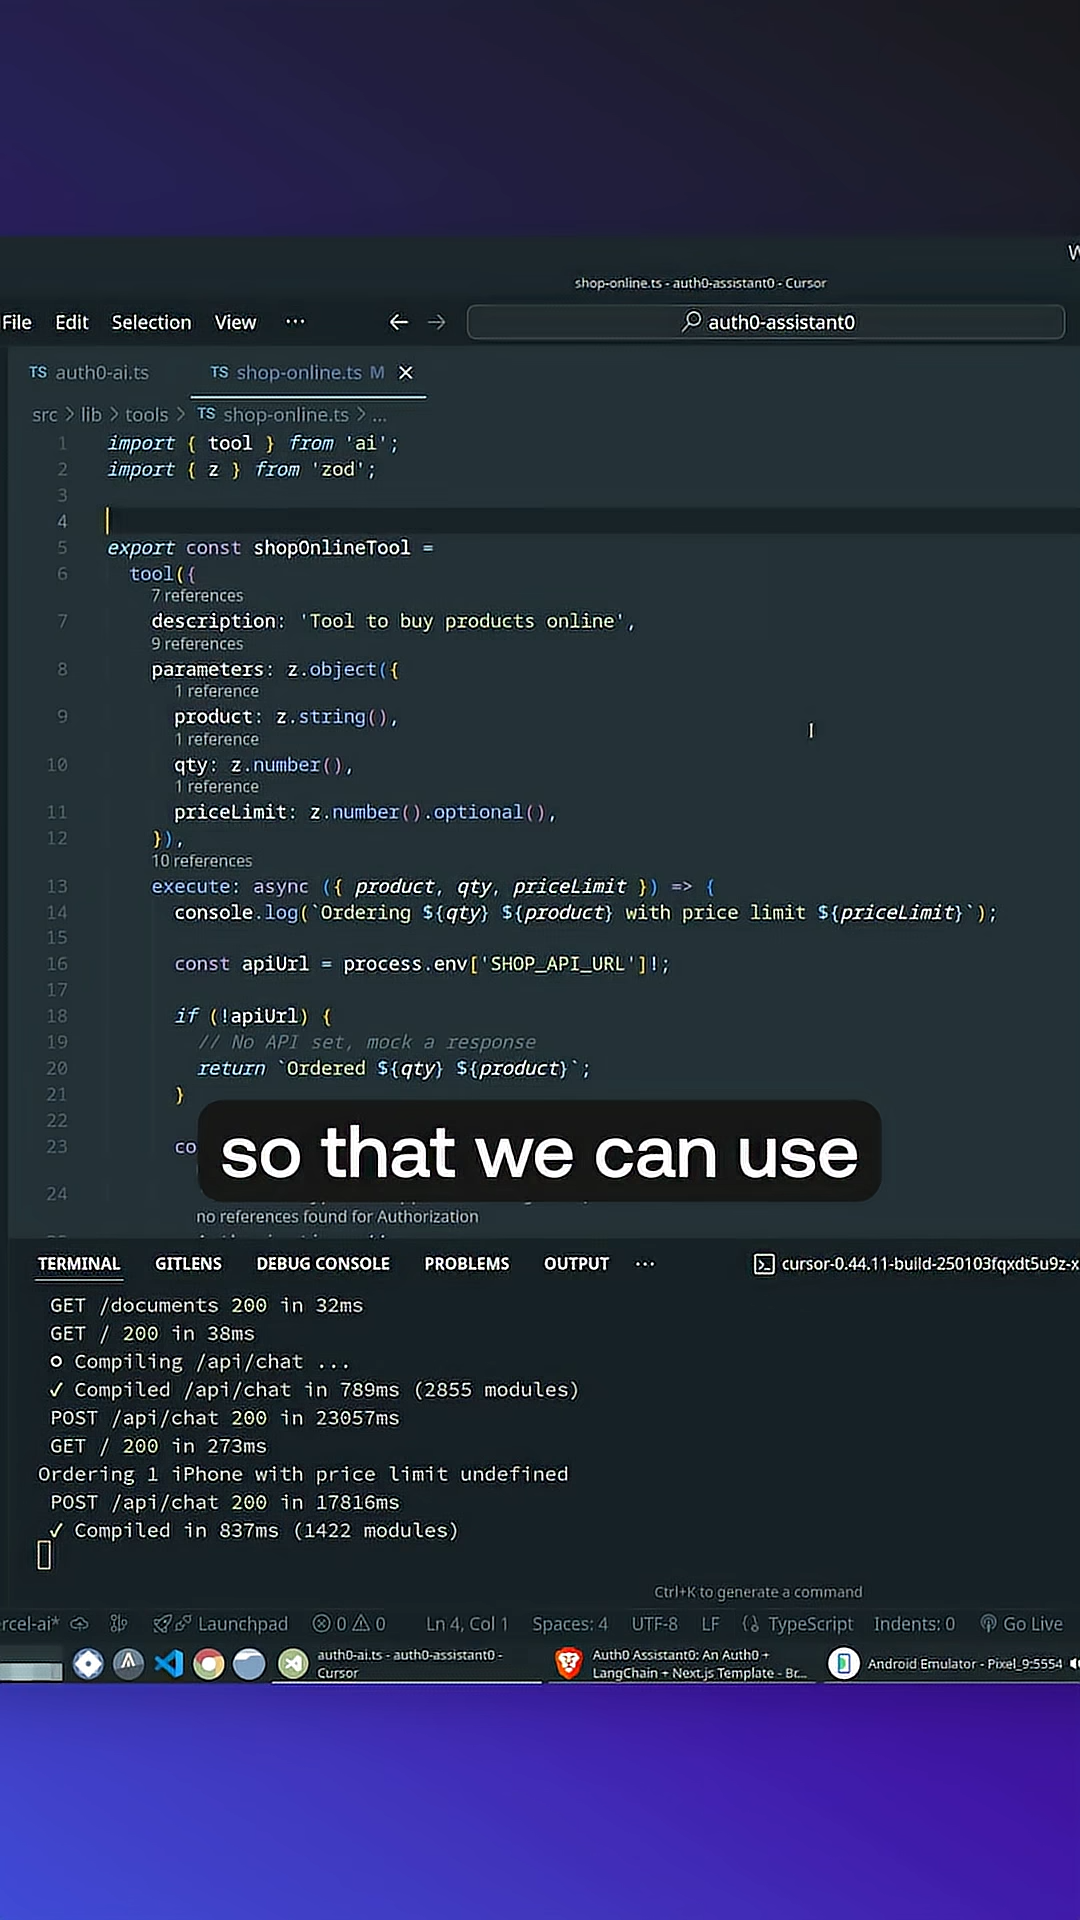 shop-online.ts - auth0-assistant0 - Cursor
File Edit Selection View ... auth0-assistant0
TS auth0-ai.ts TS shop-online.ts M
src > lib > tools > TS shop-online.ts > ...
1 import { tool } from 'ai';
2 import { z } from 'zod';
3
4
5 export const shopOnlineTool =
6 tool({
7 references
7 description: 'Tool to buy products online',
9 references
8 parameters: z.object({
1 reference
9 product: z.string(),
1 reference
10 qty: z.number(),
1 reference
11 priceLimit: z.number().optional(),
12 }),
10 references
13 execute: async ({ product, qty, priceLimit }) => {
14 console.log(`Ordering ${qty} ${product} with price limit ${priceLimit}`);
15
16 const apiUrl = process.env['SHOP_API_URL']!;
17
18 if (!apiUrl) {
19 // No API set, mock a response
20 return `Ordered ${qty} ${product}`;
21 }
22
23 co
so that we can use
24
no references found for Authorization
TERMINAL GITLENS DEBUG CONSOLE PROBLEMS OUTPUT ... cursor-0.44.11-build-250103fqxdt5u9z-x
GET /documents 200 in 32ms
GET / 200 in 38ms
○ Compiling /api/chat ...
✓ Compiled /api/chat in 789ms (2855 modules)
POST /api/chat 200 in 23057ms
GET / 200 in 273ms
Ordering 1 iPhone with price limit undefined
POST /api/chat 200 in 17816ms
✓ Compiled in 837ms (1422 modules)
Ctrl+K to generate a command
rcel-ai* Launchpad 0 0 Ln 4, Col 1 Spaces: 4 UTF-8 LF TypeScript Indents: 0 Go Live
auth0-ai.ts - auth0-assistant0 -
Cursor
Auth0 Assistant0: An Auth0 +
LangChain + Next.js Template - Br...
Android Emulator - Pixel_9:5554